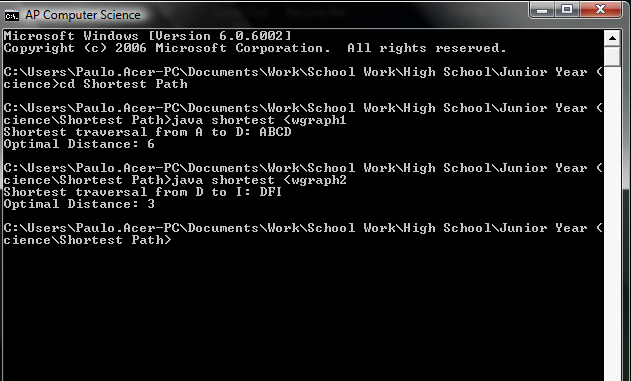 AP Computer Science
Microsoft Windows [Version 6.0.6002]
Copyright (c) 2006 Microsoft Corporation.  All rights reserved.
C:\Users\Paulo.Acer-PC\Documents\Work\School Work\High School\Junior Year (
cience>cd Shortest Path
C:\Users\Paulo.Acer-PC\Documents\Work\School Work\High School\Junior Year (
cience\Shortest Path>java shortest <wgraph1
Shortest traversal from A to D: ABCD
Optimal Distance: 6
C:\Users\Paulo.Acer-PC\Documents\Work\School Work\High School\Junior Year (
cience\Shortest Path>java shortest <wgraph2
Shortest traversal from D to I: DFI
Optimal Distance: 3
C:\Users\Paulo.Acer-PC\Documents\Work\School Work\High School\Junior Year (
cience\Shortest Path>